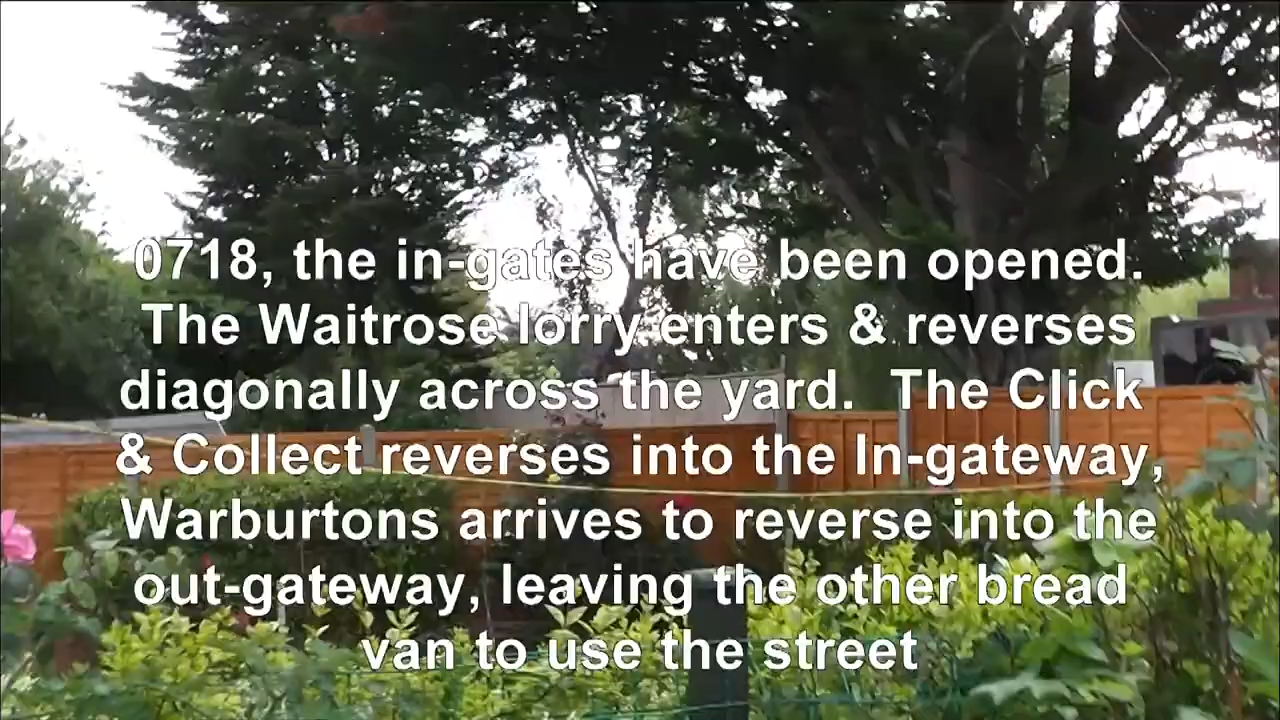 0718, the in-gates have been opened.
The Waitrose lorry enters & reverses
diagonally across the yard.  The Click
& Collect reverses into the In-gateway,
Warburtons arrives to reverse into the
out-gateway, leaving the other bread
van to use the street